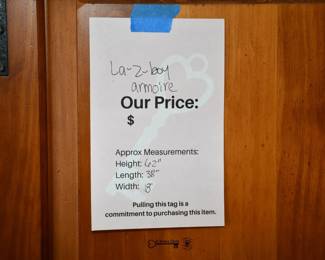 La-z-boy
armoire
Our Price:
$
Approx Measurements:
Height: 62"
Length: 38"
Width:
Pulling this tag is a
commitment to purchasing this item.